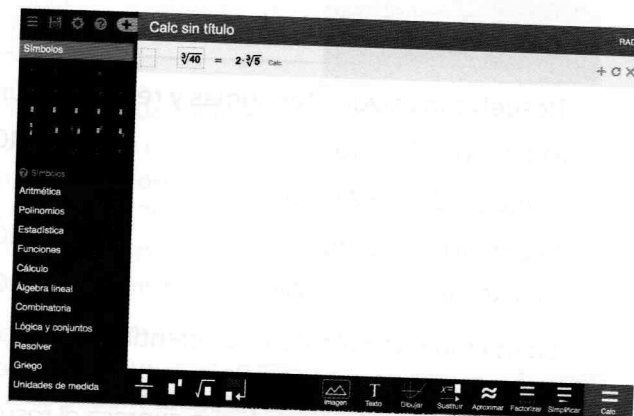 Calc sin título
RAD
Símbolos
∛40 = 2·∛5 Calc
Símbolos
Aritmética
Polinomios
Estadística
Funciones
Cálculo
Álgebra lineal
Combinatoria
Lógica y conjuntos
Resolver
Griego
Unidades de medida
Imagen Texto Dibujar Sustituir Aproximar Factorizar Simplificar Calc